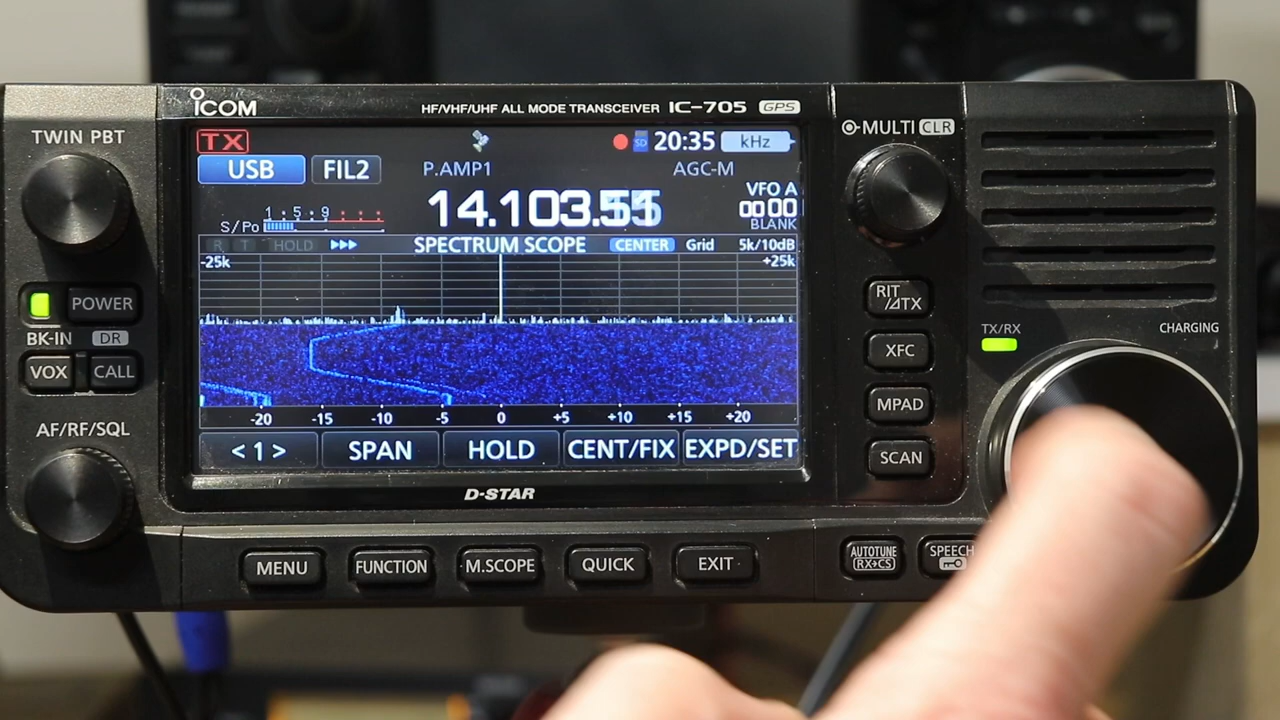 ICOM
HF/VHF/UHF ALL MODE TRANSCEIVER IC-705 GPS
TWIN PBT
MULTI CLR
TX
SD 20:35 kHz
USB FIL2 P.AMP1 AGC-M
14.103.
VFO A
00 00
BLANK
S/Po 1 : 5 : 9
R T HOLD SPECTRUM SCOPE CENTER Grid 5k/10dB
-25k +25k
POWER
BK-IN DR
VOX CALL
AF/RF/SQL
-20 -15 -10 -5 0 +5 +10 +15 +20
<1> SPAN HOLD CENT/FIX EXPD/SET
D-STAR
RIT/⊿TX
XFC
MPAD
SCAN
TX/RX CHARGING
MENU FUNCTION M.SCOPE QUICK EXIT
AUTOTUNE SPEECH
RX→CS